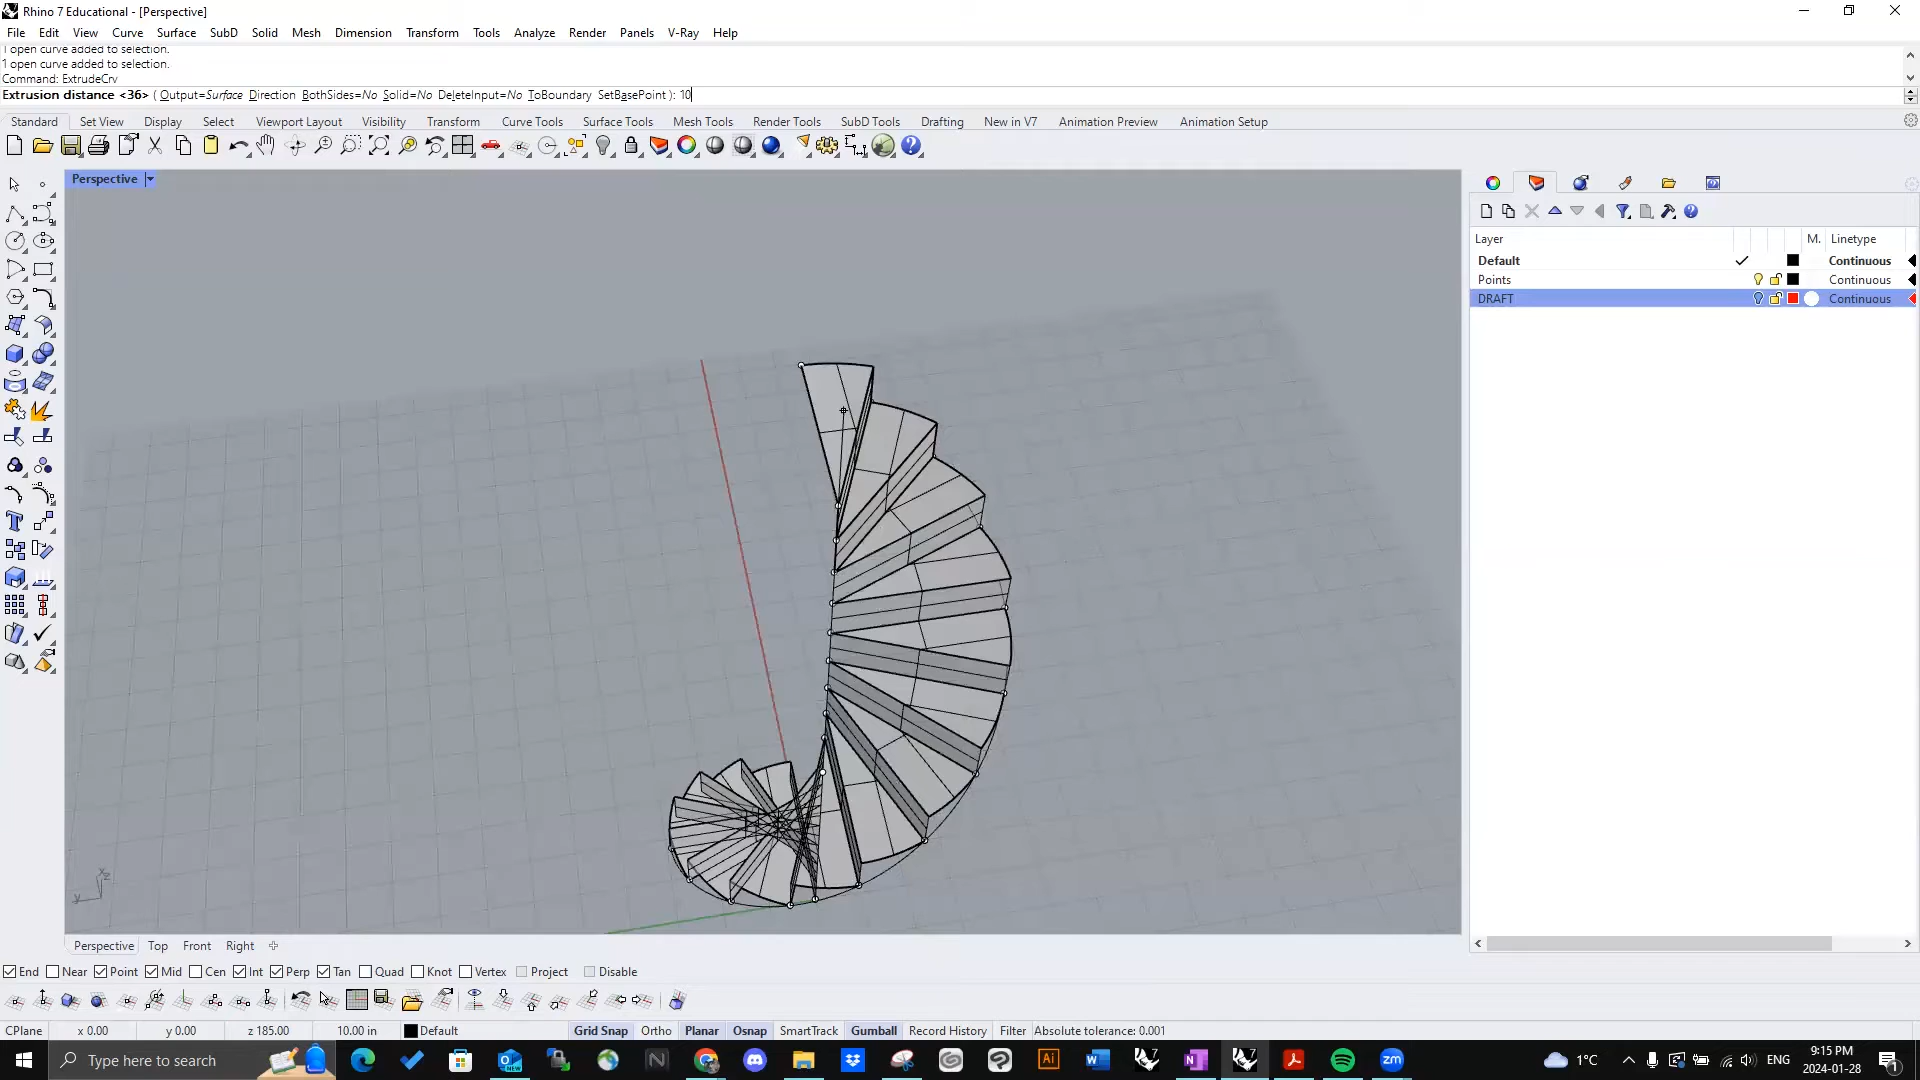 Rhino 7 Educational - [Perspective]
File Edit View Curve Surface SubD Solid Mesh Dimension Transform Tools Analyze Render Panels V-Ray Help
1 open curve added to selection.
1 open curve added to selection.
Command: ExtrudeCrv
Extrusion distance <36> ( Output=Surface Direction BothSides=No Solid=No DeleteInput=No ToBoundary SetBasePoint ): 10
Standard Set View Display Select Viewport Layout Visibility Transform Curve Tools Surface Tools Mesh Tools Render Tools SubD Tools Drafting New in V7 Animation Preview Animation Setup
Perspective
Layer M. Linetype
Default Continuous
Points Continuous
DRAFT Continuous
Perspective Top Front Right
End Near Point Mid Cen Int Perp Tan Quad Knot Vertex Project Disable
CPlane x 0.00 y 0.00 z 185.00 10.00 in Default Grid Snap Ortho Planar Osnap SmartTrack Gumball Record History Filter Absolute tolerance: 0.001
Type here to search
1°C ENG 9:15 PM
2024-01-28